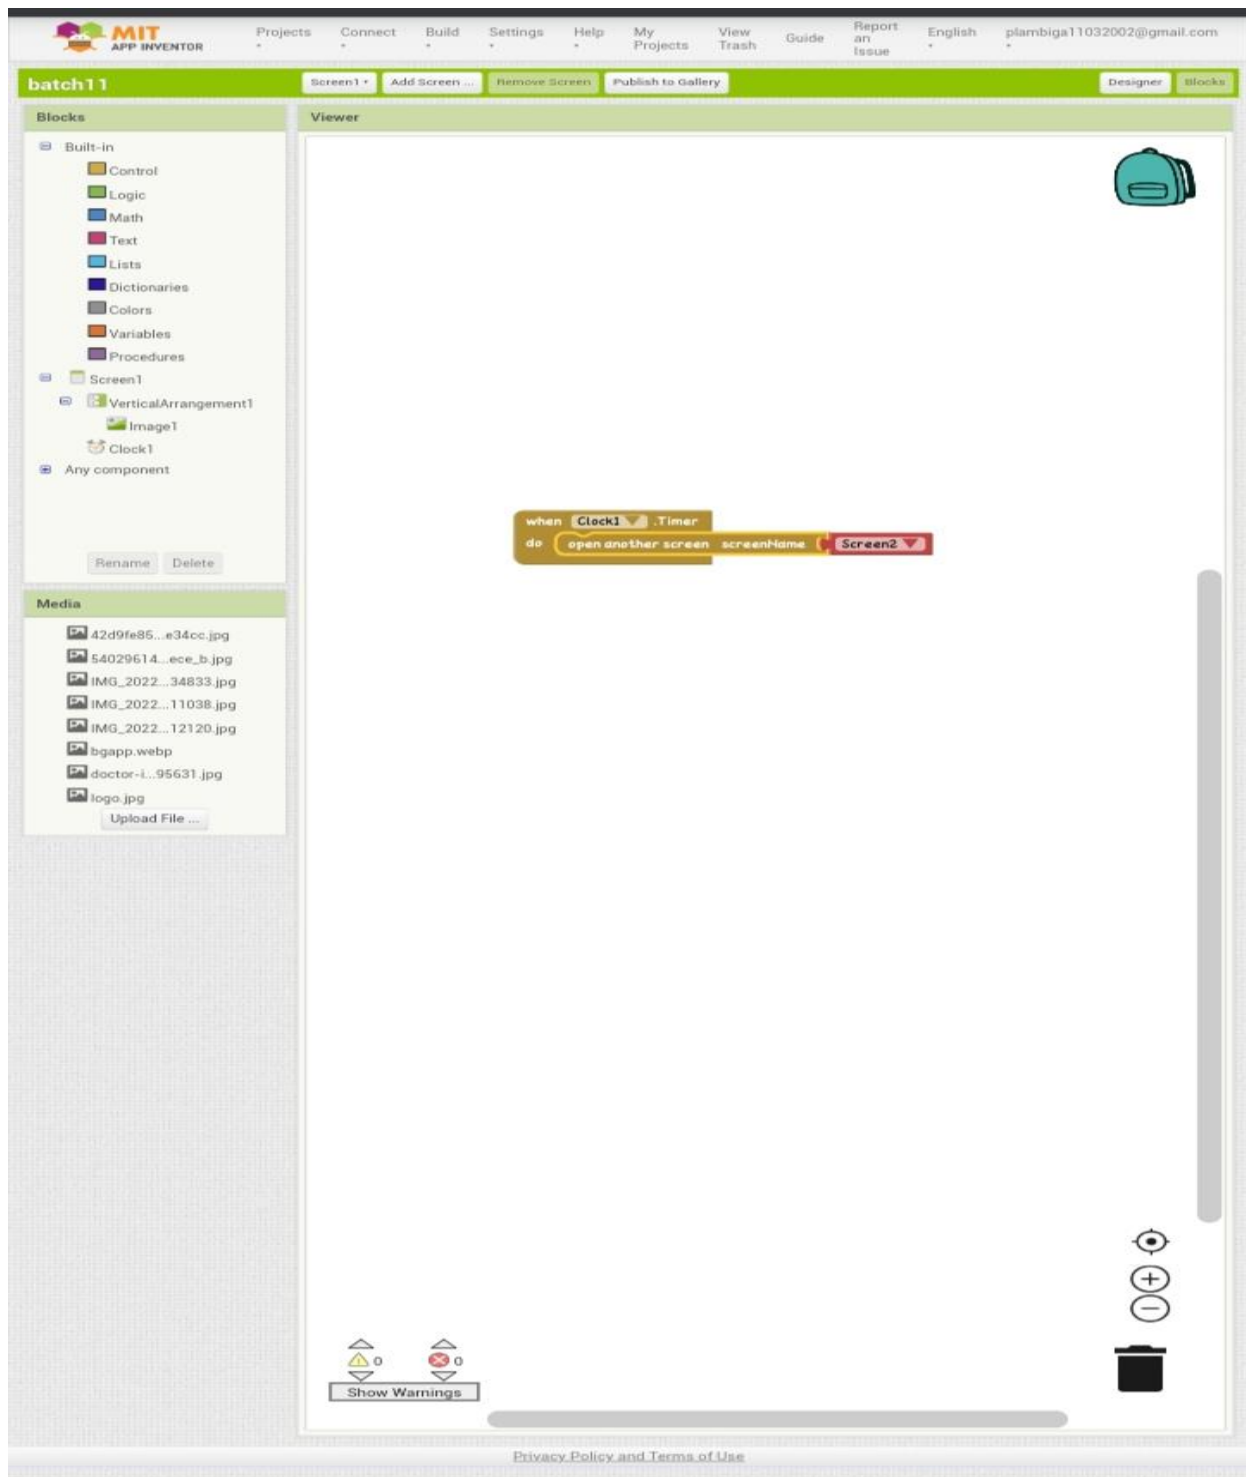 MIT
APP INVENTOR
Projects
Connect
Build
Settings
Help
My Projects
View Trash
Guide
Report an Issue
English
plambiga11032002@gmail.com
batch11
Screen1
Add Screen ...
Remove Screen
Publish to Gallery
Designer
Blocks
Blocks
Viewer
Built-in
Control
Logic
Math
Text
Lists
Dictionaries
Colors
Variables
Procedures
Screen1
VerticalArrangement1
Image1
Clock1
Any component
Rename
Delete
when Clock1 .Timer
do open another screen screenName Screen2
Media
42d9fe85...e34cc.jpg
54029614...ece_b.jpg
IMG_2022...34833.jpg
IMG_2022...11038.jpg
IMG_2022...12120.jpg
bgapp.webp
doctor-i...95631.jpg
logo.jpg
Upload File ...
0
0
Show Warnings
Privacy Policy and Terms of Use